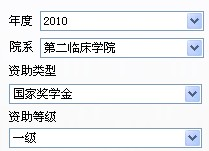 年度 2010
院系 第二临床学院
资助类型
国家奖学金
资助等级
一级